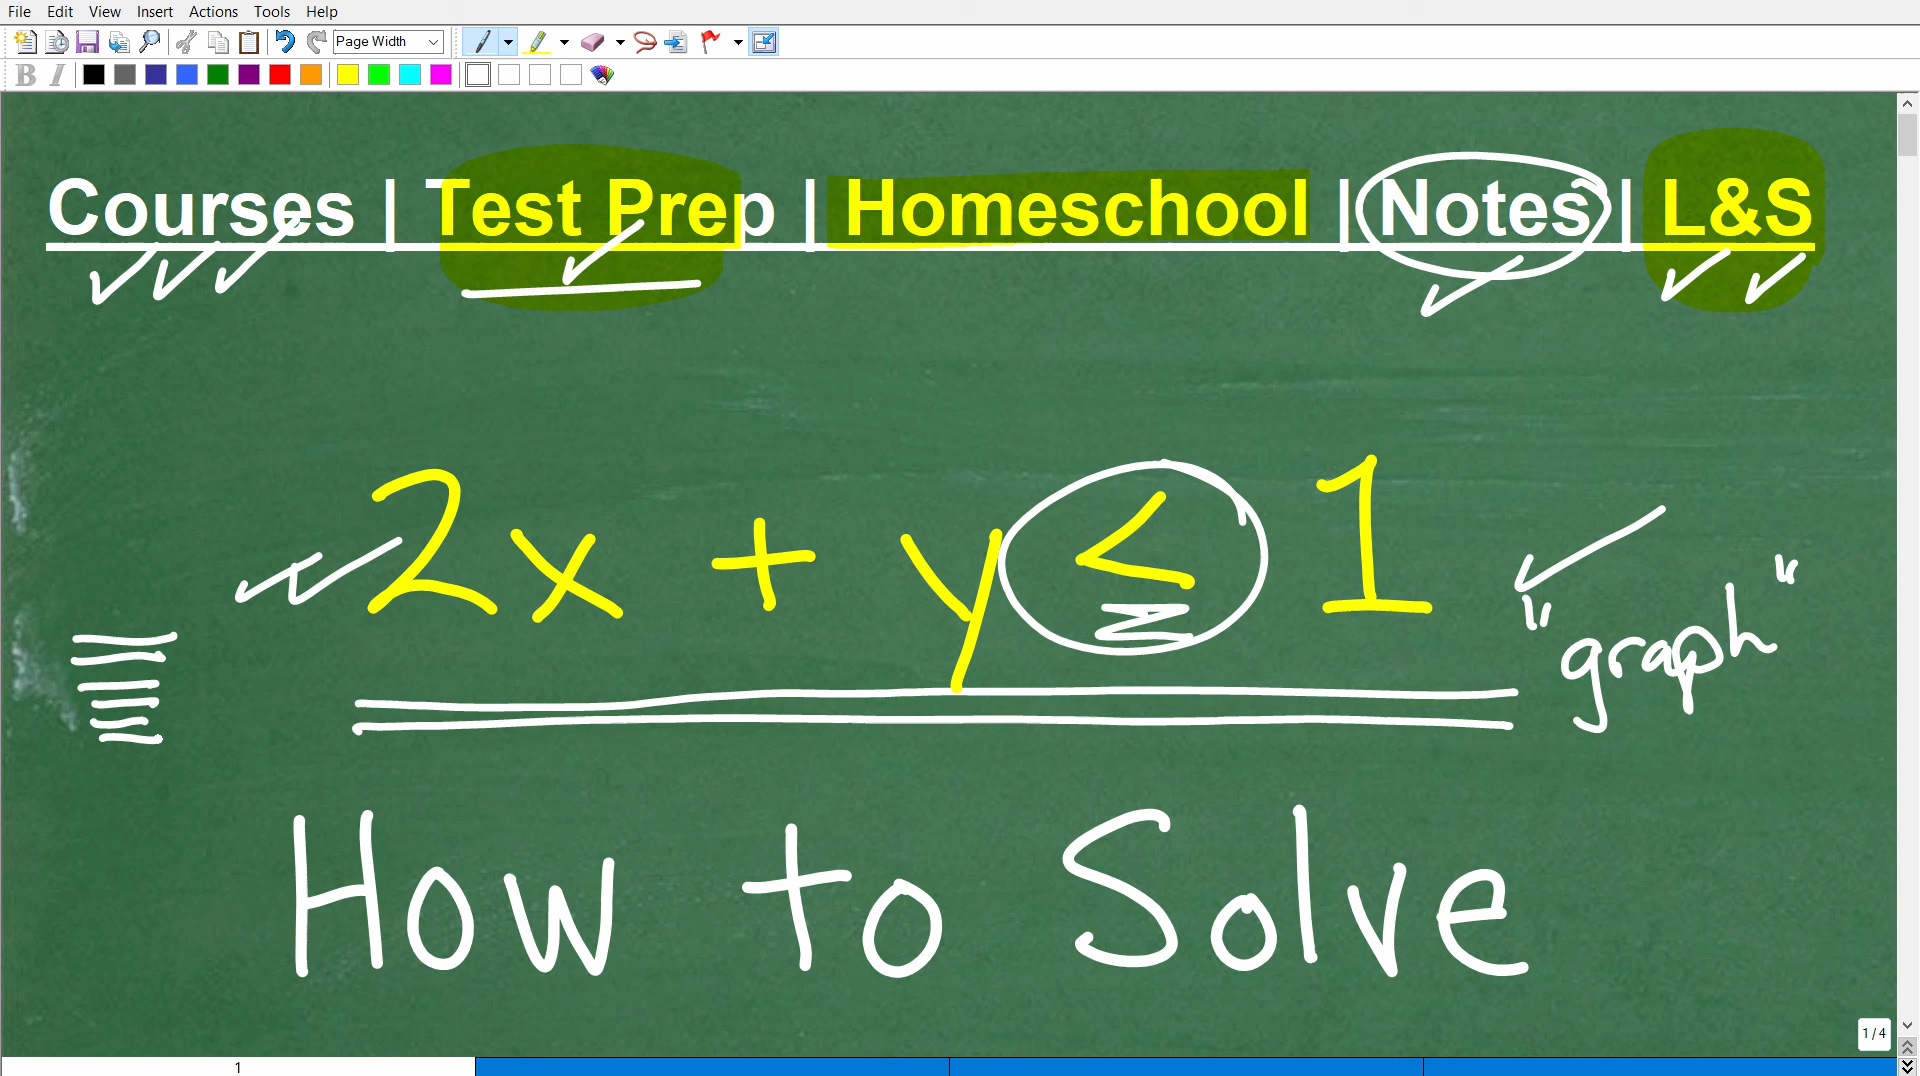 File Edit View Insert Actions Tools Help
Page Width
B I
Courses | Test Prep | Homeschool | Notes | L&S
2x + y ≤ 1
"graph"
How to Solve
1 / 4
1